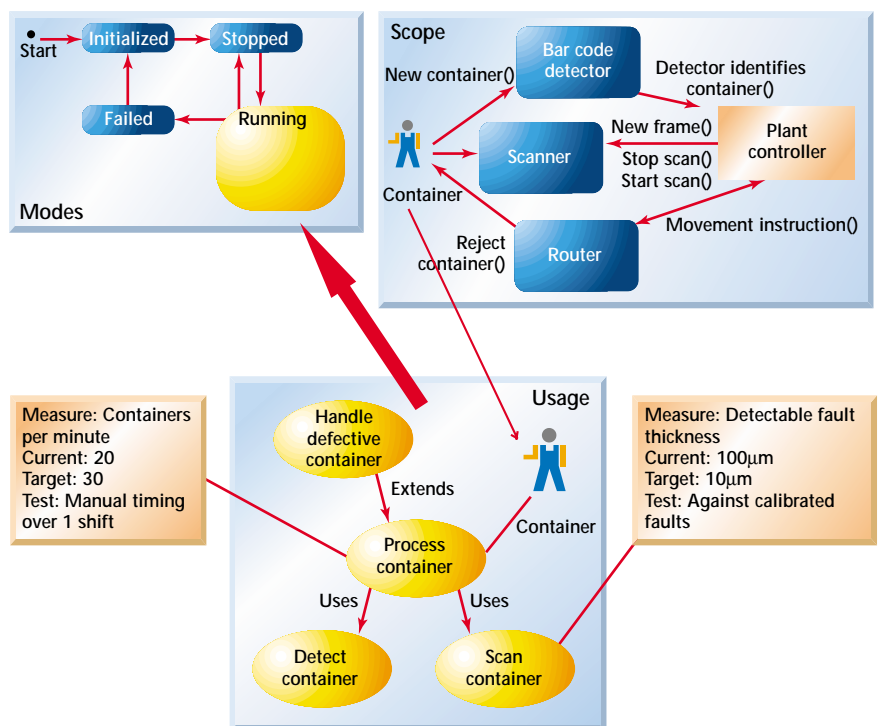 Start
Initialized
Stopped
Failed
Running
Modes
Scope
Bar code
detector
New container()
Detector identifies
container()
New frame()
Plant
controller
Scanner
Stop scan()
Start scan()
Container
Movement instruction()
Reject
container()
Router
Measure: Containers
per minute
Current: 20
Target: 30
Test: Manual timing
over 1 shift
Usage
Handle
defective
container
Extends
Container
Process
container
Uses
Uses
Detect
container
Scan
container
Measure: Detectable fault
thickness
Current: 100μm
Target: 10μm
Test: Against calibrated
faults